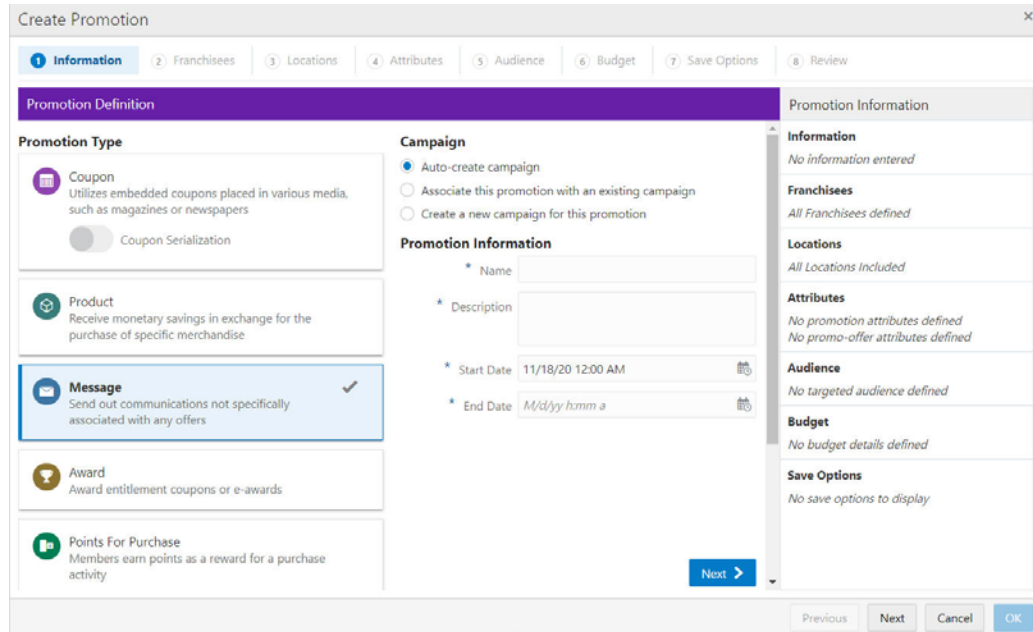 Create Promotion
×
1 Information
2 Franchisees
3 Locations
4 Attributes
5 Audience
6 Budget
7 Save Options
8 Review
Promotion Definition
Promotion Type
Coupon
Utilizes embedded coupons placed in various media,
such as magazines or newspapers
Coupon Serialization
Product
Receive monetary savings in exchange for the
purchase of specific merchandise
Message
Send out communications not specifically
associated with any offers
Award
Award entitlement coupons or e-awards
Points For Purchase
Members earn points as a reward for a purchase
activity
Campaign
Auto-create campaign
Associate this promotion with an existing campaign
Create a new campaign for this promotion
Promotion Information
* Name
* Description
* Start Date 11/18/20 12:00 AM
* End Date M/d/yy h:mm a
Next
Promotion Information
Information
No information entered
Franchisees
All Franchisees defined
Locations
All Locations Included
Attributes
No promotion attributes defined
No promo-offer attributes defined
Audience
No targeted audience defined
Budget
No budget details defined
Save Options
No save options to display
Previous
Next
Cancel
OK